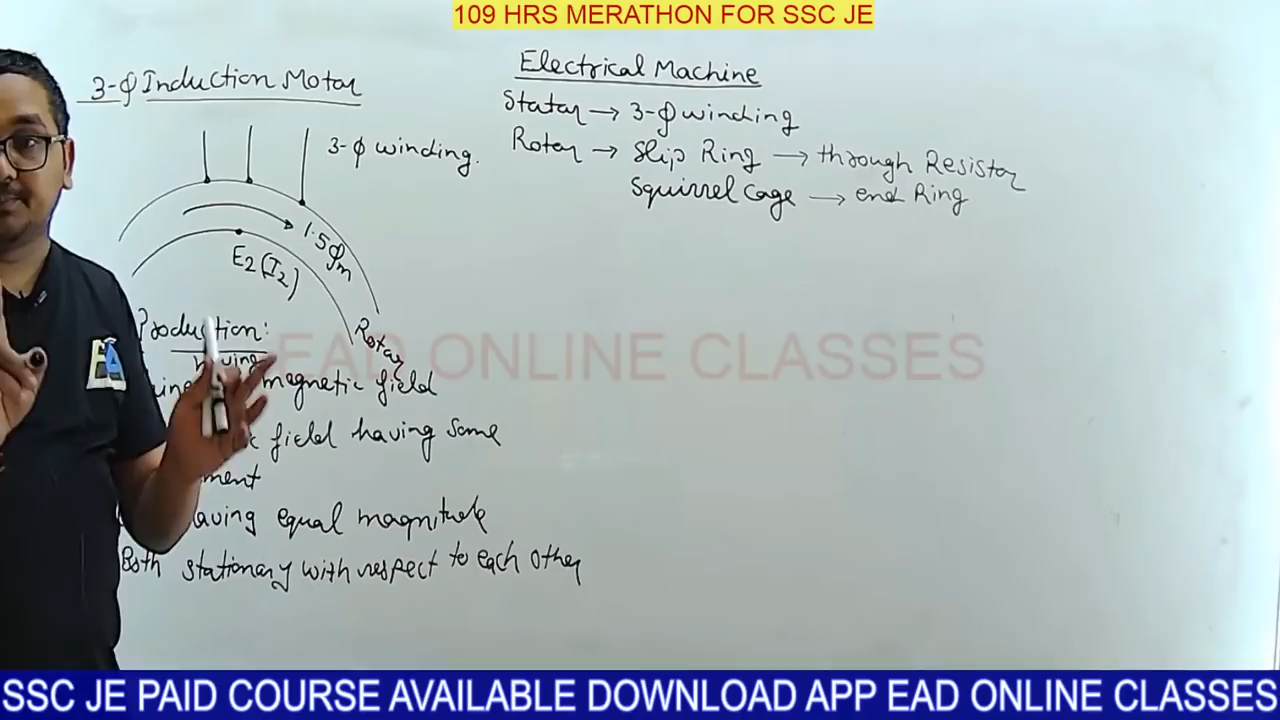 109 HRS MERATHON FOR SSC JE
3-ϕ Induction Motor
3-ϕ winding.
1.5ϕm
E2(I2)
Rotor
Production:
having
magnetic field
field having same
ment
having equal magnitude
Both stationary with respect to each other
Electrical Machine
Stator → 3-ϕ winding
Rotor → Slip Ring → through Resistor
Squirrel Cage → end Ring
EAD ONLINE CLASSES
SSC JE PAID COURSE AVAILABLE DOWNLOAD APP EAD ONLINE CLASSES